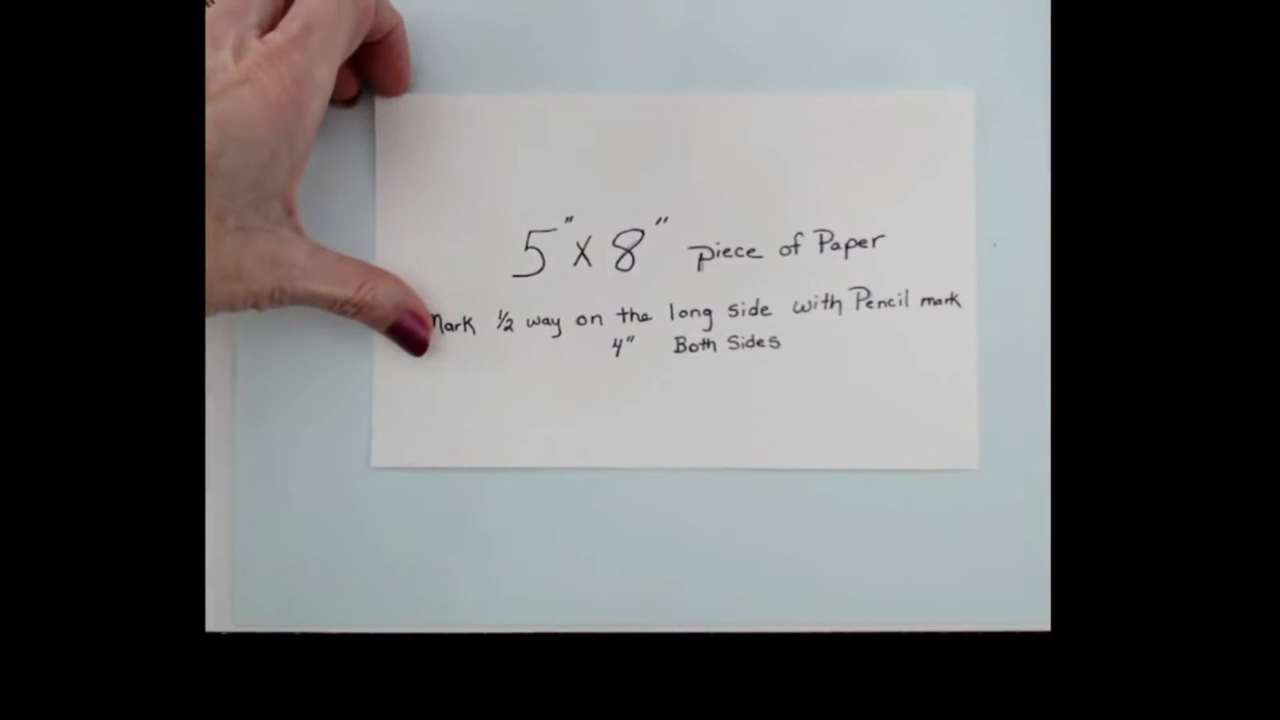 5" x 8" piece of Paper
Mark 1/2 way on the long side with Pencil mark
4" Both Sides